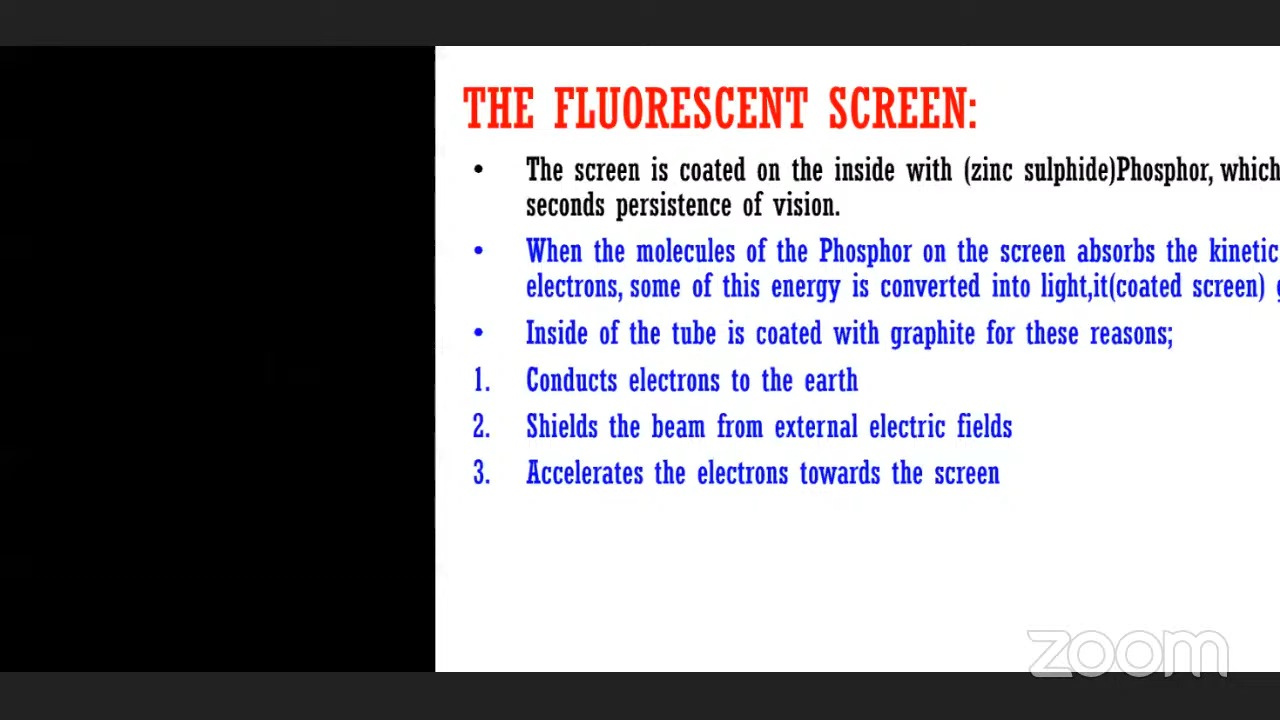 THE FLUORESCENT SCREEN:
• The screen is coated on the inside with (zinc sulphide)Phosphor, which
seconds persistence of vision.
• When the molecules of the Phosphor on the screen absorbs the kinetic
electrons, some of this energy is converted into light,it(coated screen)
• Inside of the tube is coated with graphite for these reasons;
1. Conducts electrons to the earth
2. Shields the beam from external electric fields
3. Accelerates the electrons towards the screen
zoom